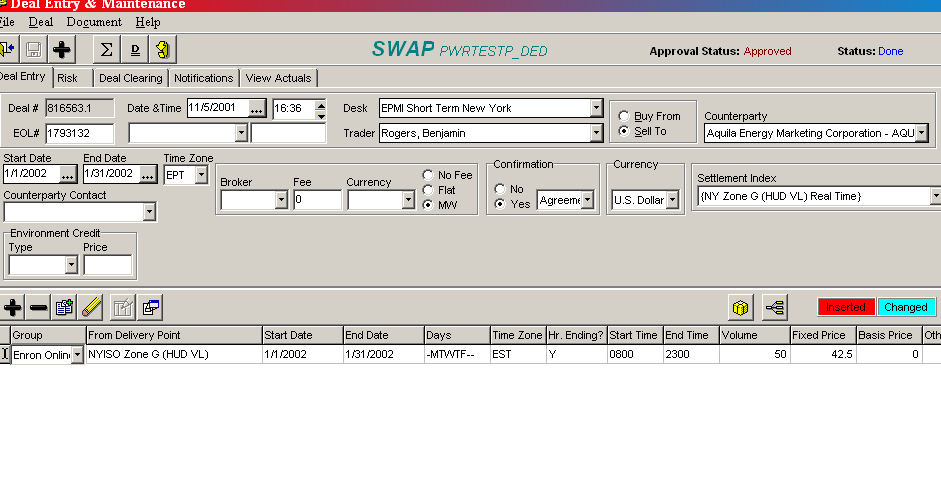 Deal Entry & Maintenance
File Deal Document Help
Σ D
SWAP PWRTESTP_DED
Approval Status: Approved
Status: Done
Deal Entry Risk Deal Clearing Notifications View Actuals
Deal # 816563.1 Date &Time 11/5/2001 ... 16:36 Desk EPMI Short Term New York
EOL# 1793132 Trader Rogers, Benjamin
Buy From
Sell To
Counterparty
Aquila Energy Marketing Corporation - AQU
Start Date End Date Time Zone
1/1/2002 ... 1/31/2002 ... EPT
Broker Fee Currency
0
No Fee
Flat
MW
Confirmation
No
Yes Agreeme
Currency
U.S. Dollar
Settlement Index
{NY Zone G (HUD VL) Real Time}
Counterparty Contact
Environment Credit
Type Price
Inserted Changed
Group From Delivery Point Start Date End Date Days Time Zone Hr. Ending? Start Time End Time Volume Fixed Price Basis Price Oth
Enron Onlin NYISO Zone G (HUD VL) 1/1/2002 1/31/2002 -MTWTF-- EST Y 0800 2300 50 42.5 0